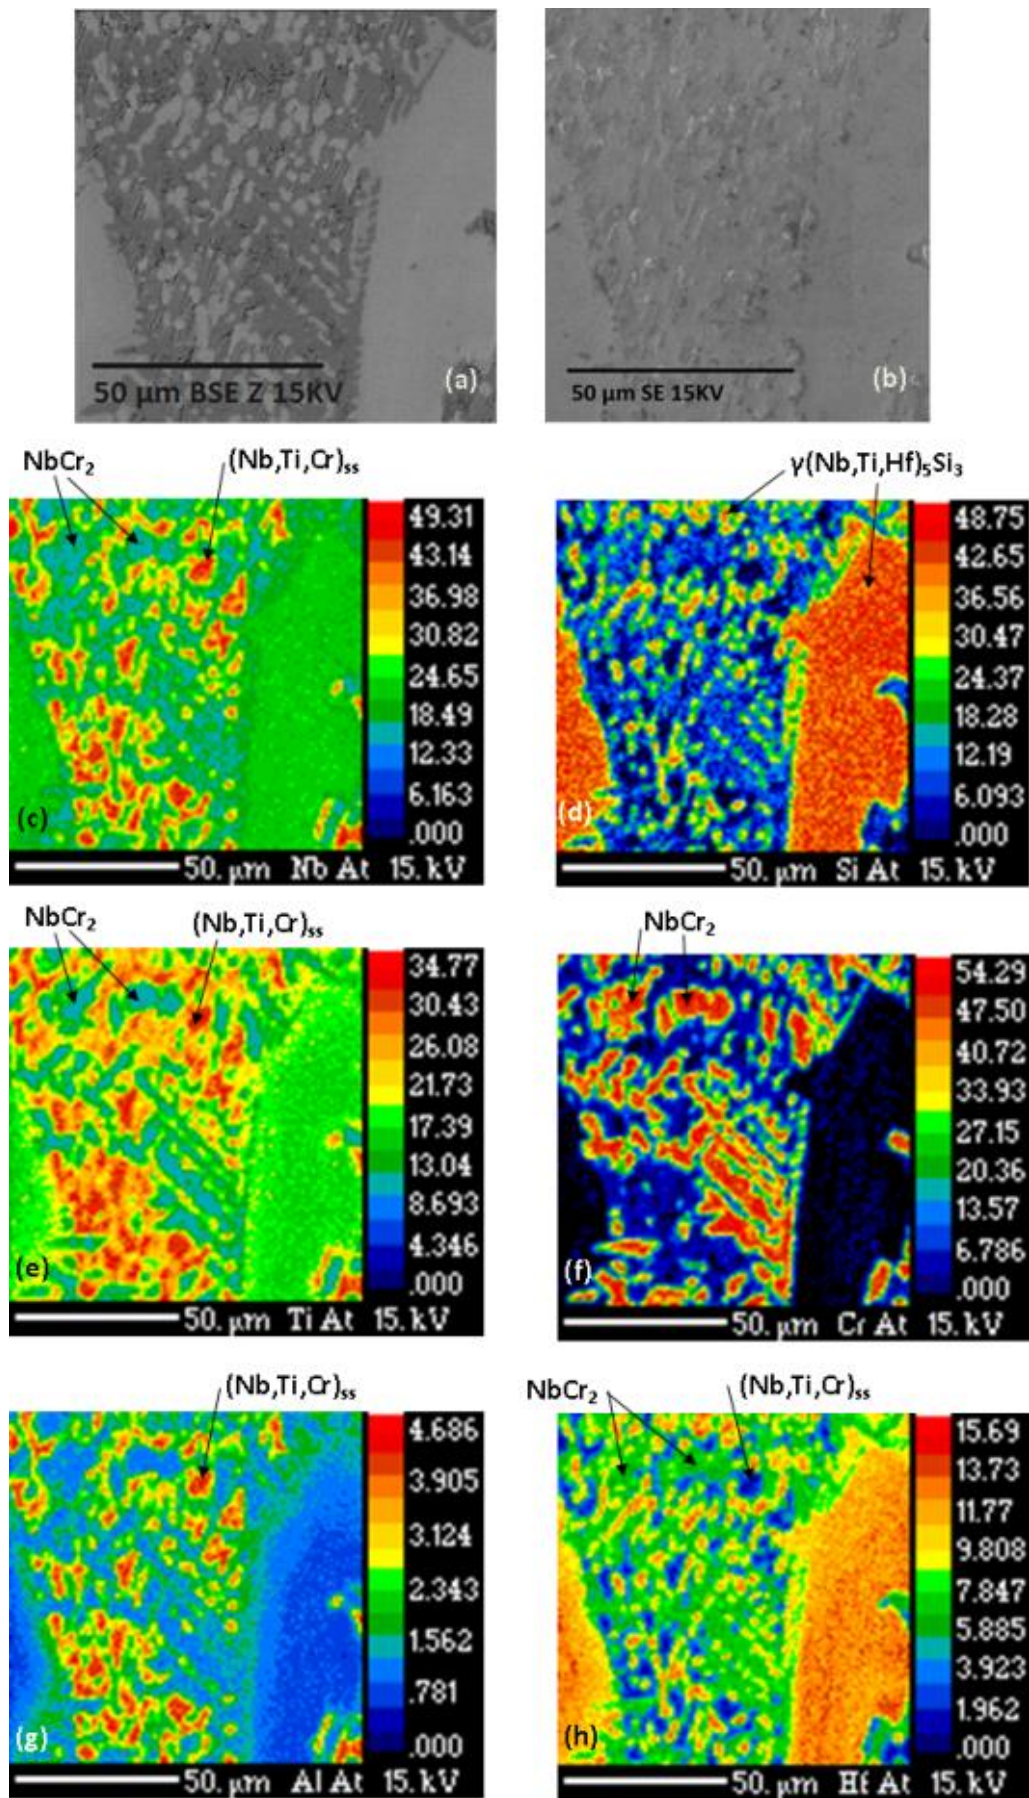 50 μm BSE Z 15KV
(a)
50 μm SE 15KV
(b)
NbCr2
(Nb,Ti,Cr)ss
γ(Nb,Ti,Hf)5Si3
49.31
43.14
36.98
30.82
24.65
18.49
12.33
6.163
.000
(c)
50. μm Nb At 15. kV
48.75
42.65
36.56
30.47
24.37
18.28
12.19
6.093
.000
(d)
50. μm Si At 15. kV
NbCr2
(Nb,Ti,Cr)ss
NbCr2
34.77
30.43
26.08
21.73
17.39
13.04
8.693
4.346
.000
(e)
50. μm Ti At 15. kV
54.29
47.50
40.72
33.93
27.15
20.36
13.57
6.786
.000
(f)
50. μm Cr At 15. kV
(Nb,Ti,Cr)ss
NbCr2
(Nb,Ti,Cr)ss
4.686
3.905
3.124
2.343
1.562
.781
.000
(g)
50. μm Al At 15. kV
15.69
13.73
11.77
9.808
7.847
5.885
3.923
1.962
.000
(h)
50. μm Hf At 15. kV